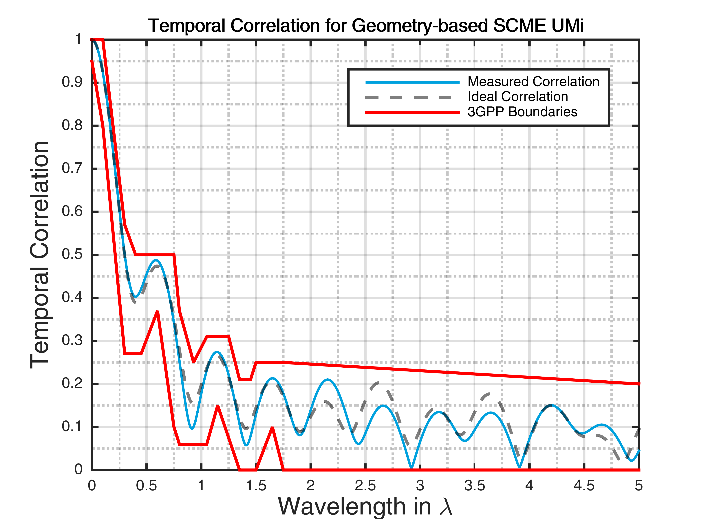 Temporal Correlation for Geometry-based SCME UMi
1
0.9
0.8
0.7
0.6
0.5
0.4
0.3
0.2
0.1
0
Temporal Correlation
Measured Correlation
Ideal Correlation
3GPP Boundaries
0 0.5 1 1.5 2 2.5 3 3.5 4 4.5 5
Wavelength in λ